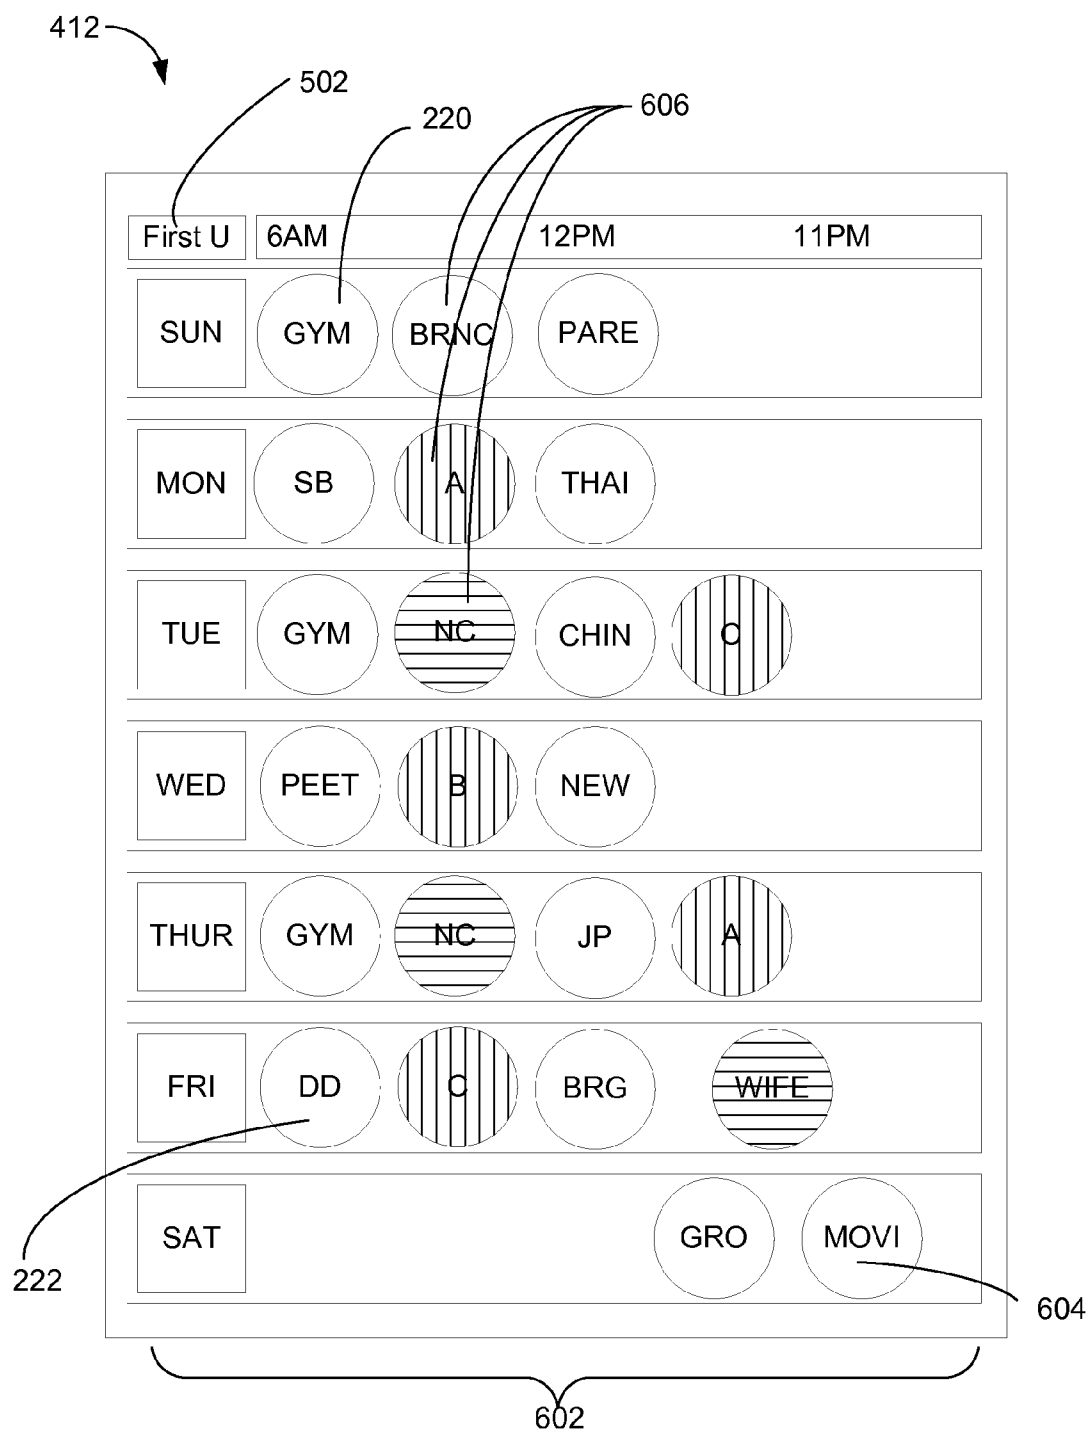 412
502
220
606
First U
6AM 12PM 11PM
SUN GYM BRNC PARE
MON SB A THAI
TUE GYM NC CHIN C
WED PEET B NEW
THUR GYM NC JP A
FRI DD C BRG WIFE
SAT GRO MOVI
222
604
602